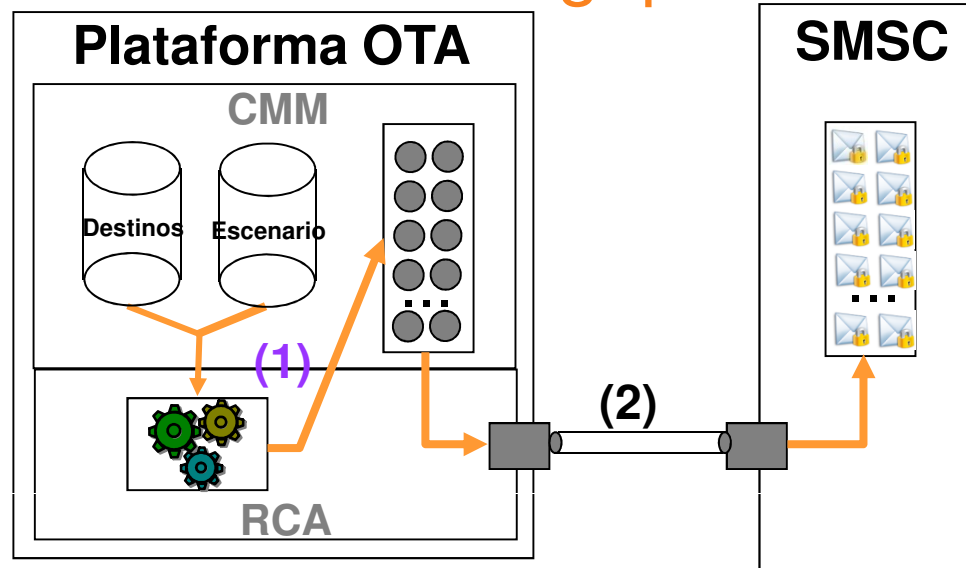 Plataforma OTA
SMSC
CMM
Destinos
Escenario
(1)
(2)
RCA